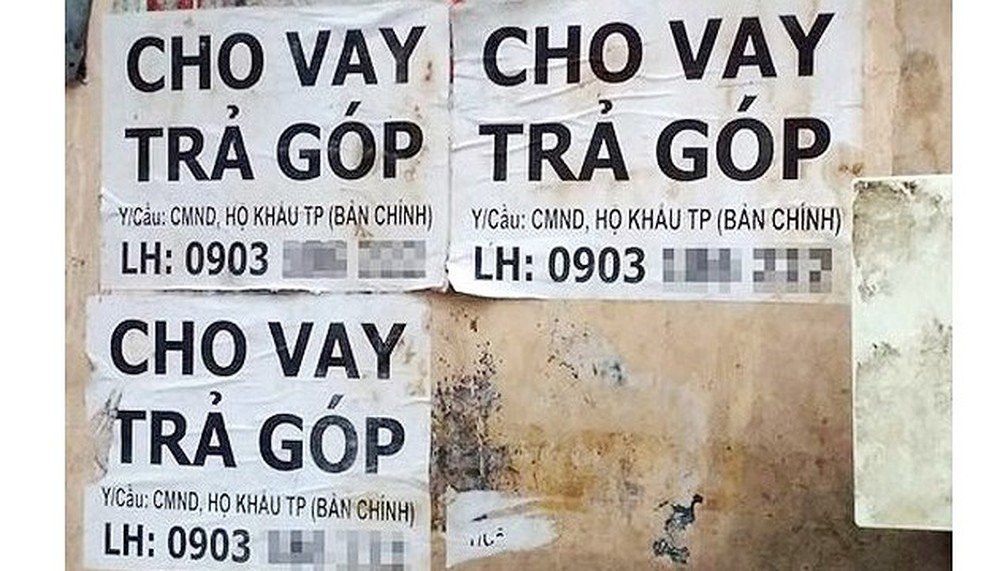 CHO VAY
TRẢ GÓP
Y/Cầu: CMND, HỘ KHẨU TP (BẢN CHÍNH)
LH: 0903
CHO VAY
TRẢ GÓP
Y/Cầu: CMND, HỘ KHẨU TP (BẢN CHÍNH)
LH: 0903
CHO VAY
TRẢ GÓP
Y/Cầu: CMND, HỘ KHẨU TP (BẢN CHÍNH)
LH: 0903